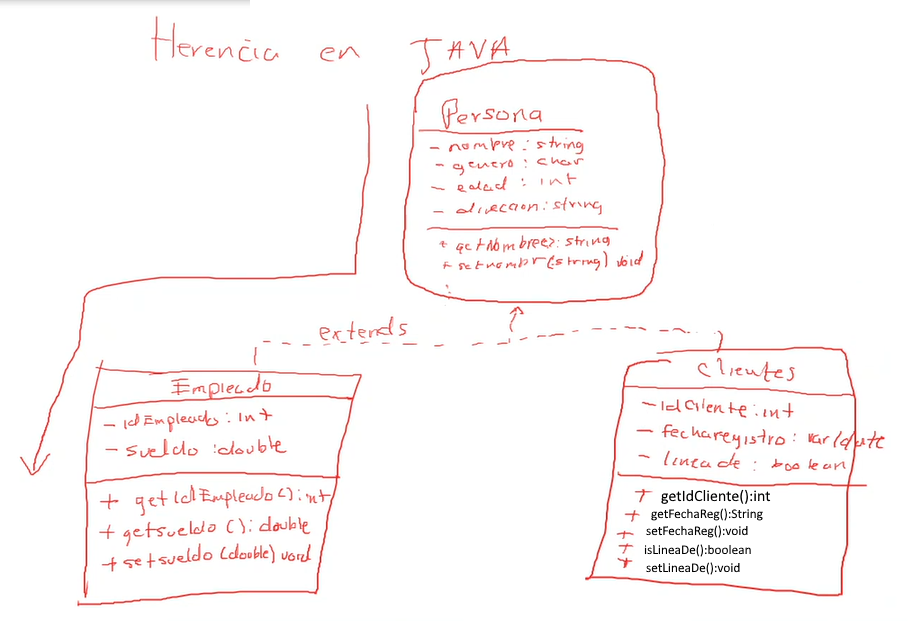 Herencia en JAVA
Persona
- nombre : string
- genero : char
- edad : int
- direccion : string
+ getNombre() : string
+ setnombr(string) void
:
extends
Empleado
- idEmpleado : int
- sueldo : double
+ getIdEmpleado() : int
+ getsueldo () : double
+ setsueldo (double) void
Clientes
- IdCliente : int
- fecharegistro :
- lineade : boolean
+ getIdCliente():int
+ getFechaReg():String
+ setFechaReg():void
+ isLineaDe():boolean
+ setLineaDe():void